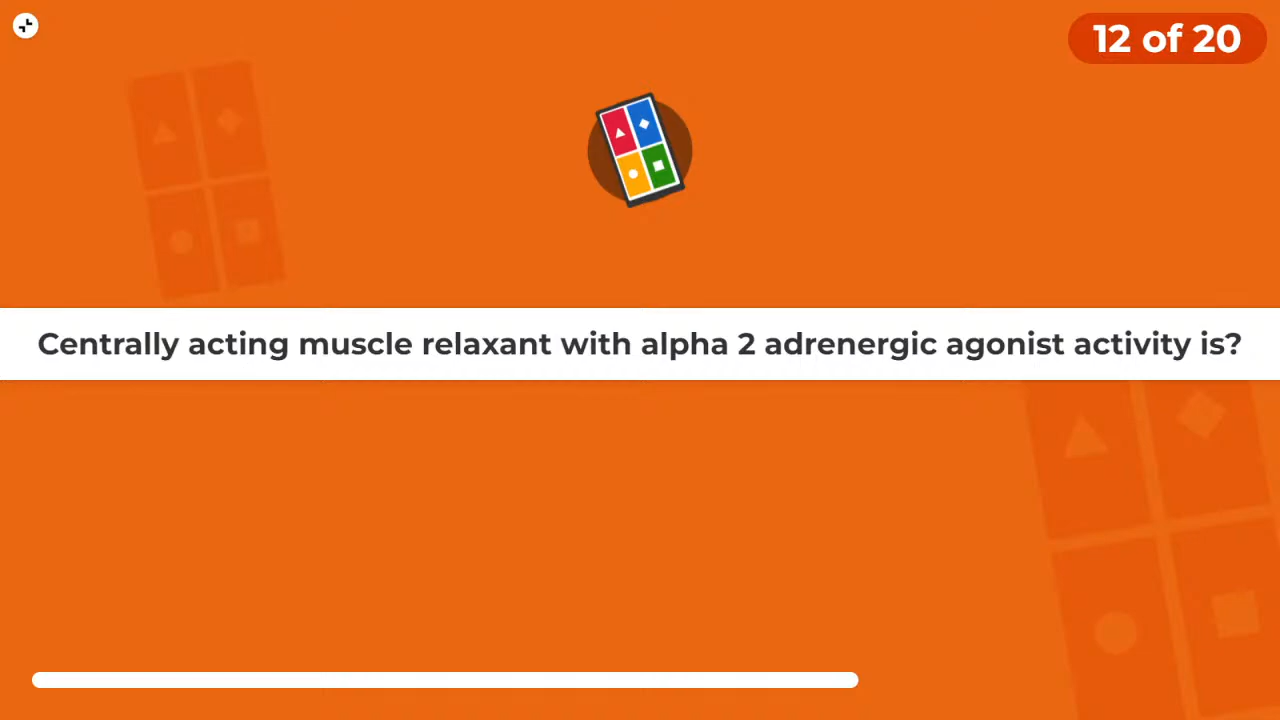 12 of 20
Centrally acting muscle relaxant with alpha 2 adrenergic agonist activity is?